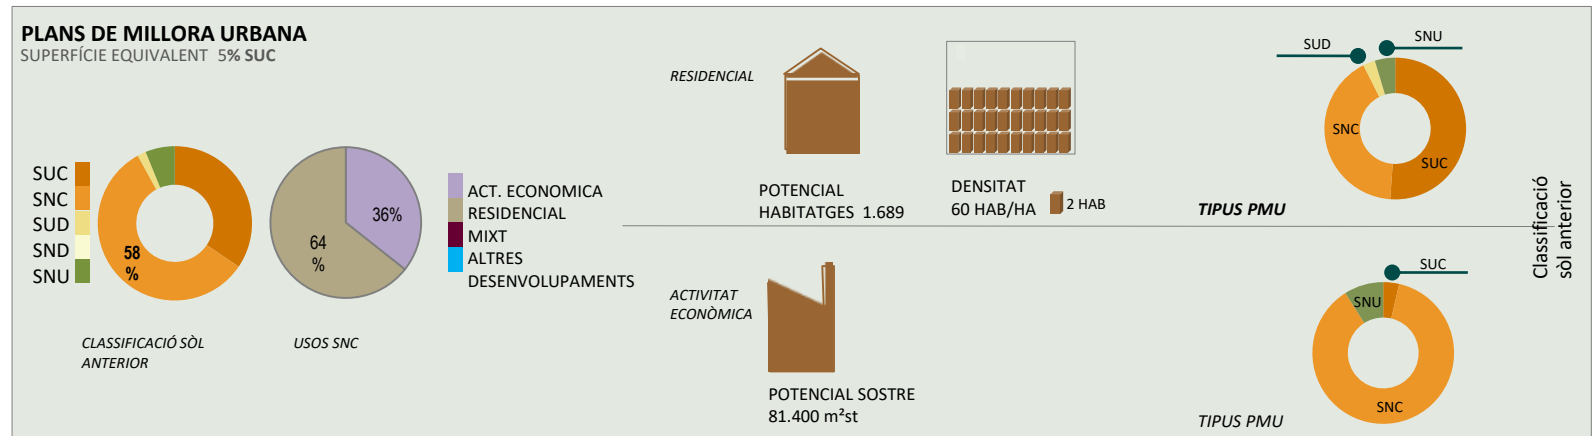 PLANS DE MILLORA URBANA
SUPERFÍCIE EQUIVALENT 5% SUC
SUC
SNC
SUD
SND
SNU
58
%
CLASSIFICACIÓ SÒL
ANTERIOR
64
%
36%
USOS SNC
ACT. ECONOMICA
RESIDENCIAL
MIXT
ALTRES
DESENVOLUPAMENTS
RESIDENCIAL
POTENCIAL
HABITATGES 1.689
DENSITAT
60 HAB/HA
2 HAB
SUD
SNU
SNC
SUC
TIPUS PMU
ACTIVITAT
ECONÒMICA
POTENCIAL SOSTRE
81.400 m²st
SUC
SNU
SNC
TIPUS PMU
Classificació
sòl anterior